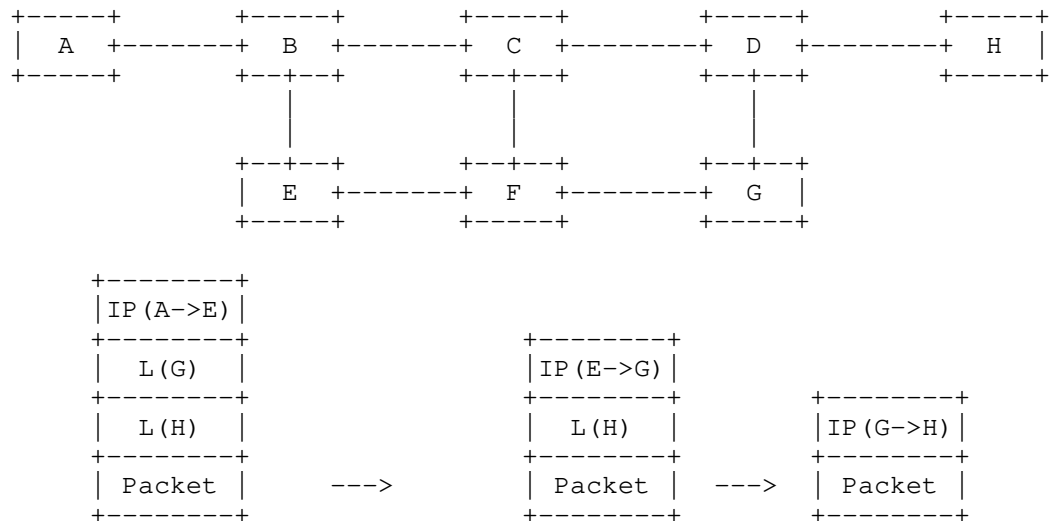 A B C D H
E F G
IP(A->E)
L(G) IP(E->G)
L(H) L(H) IP(G->H)
Packet ---> Packet ---> Packet